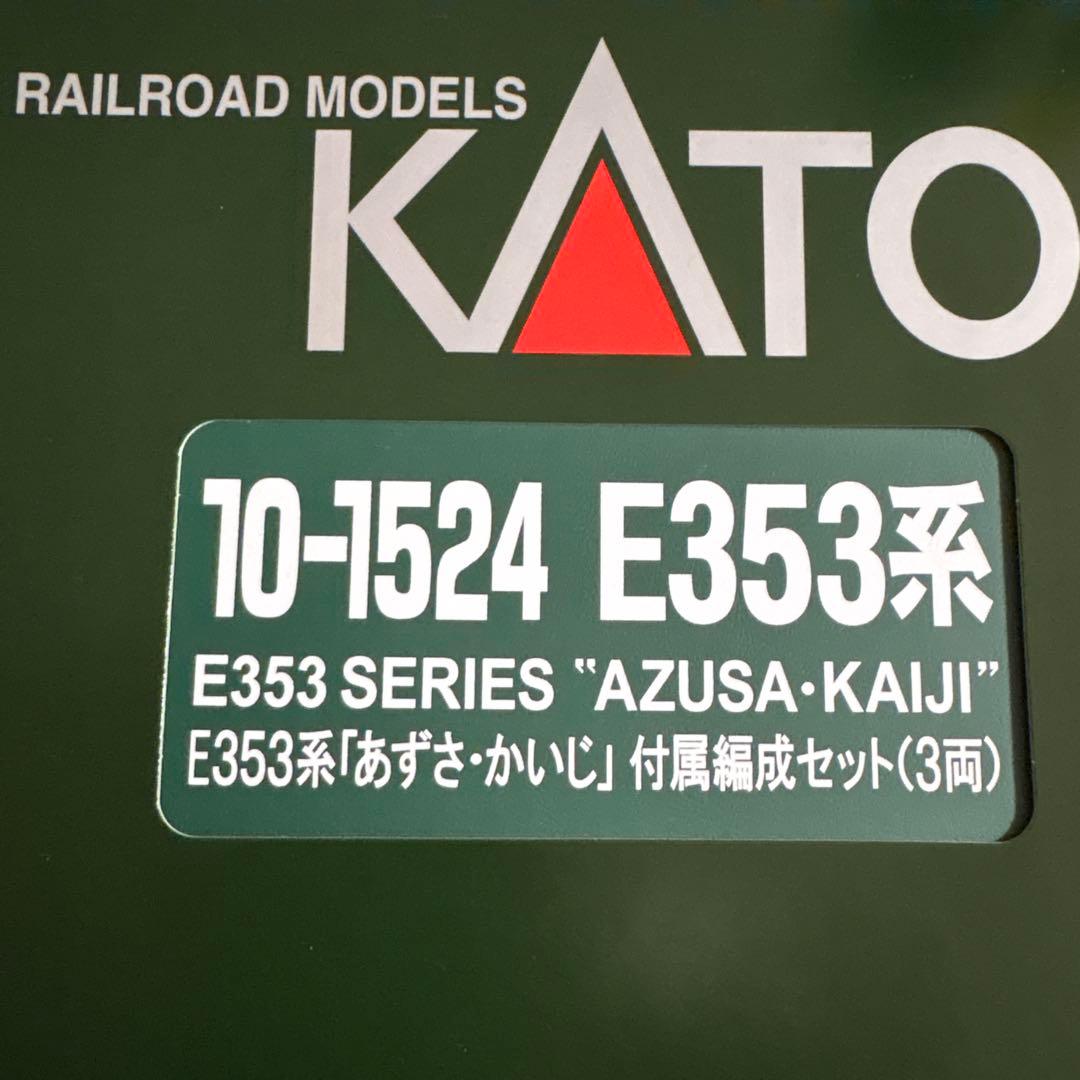 RAILROAD MODELS
KATO
10-1524 E353系
E353 SERIES "AZUSA・KAIJI"
E353系「あずさ・かいじ」 付属編成セット(3両)